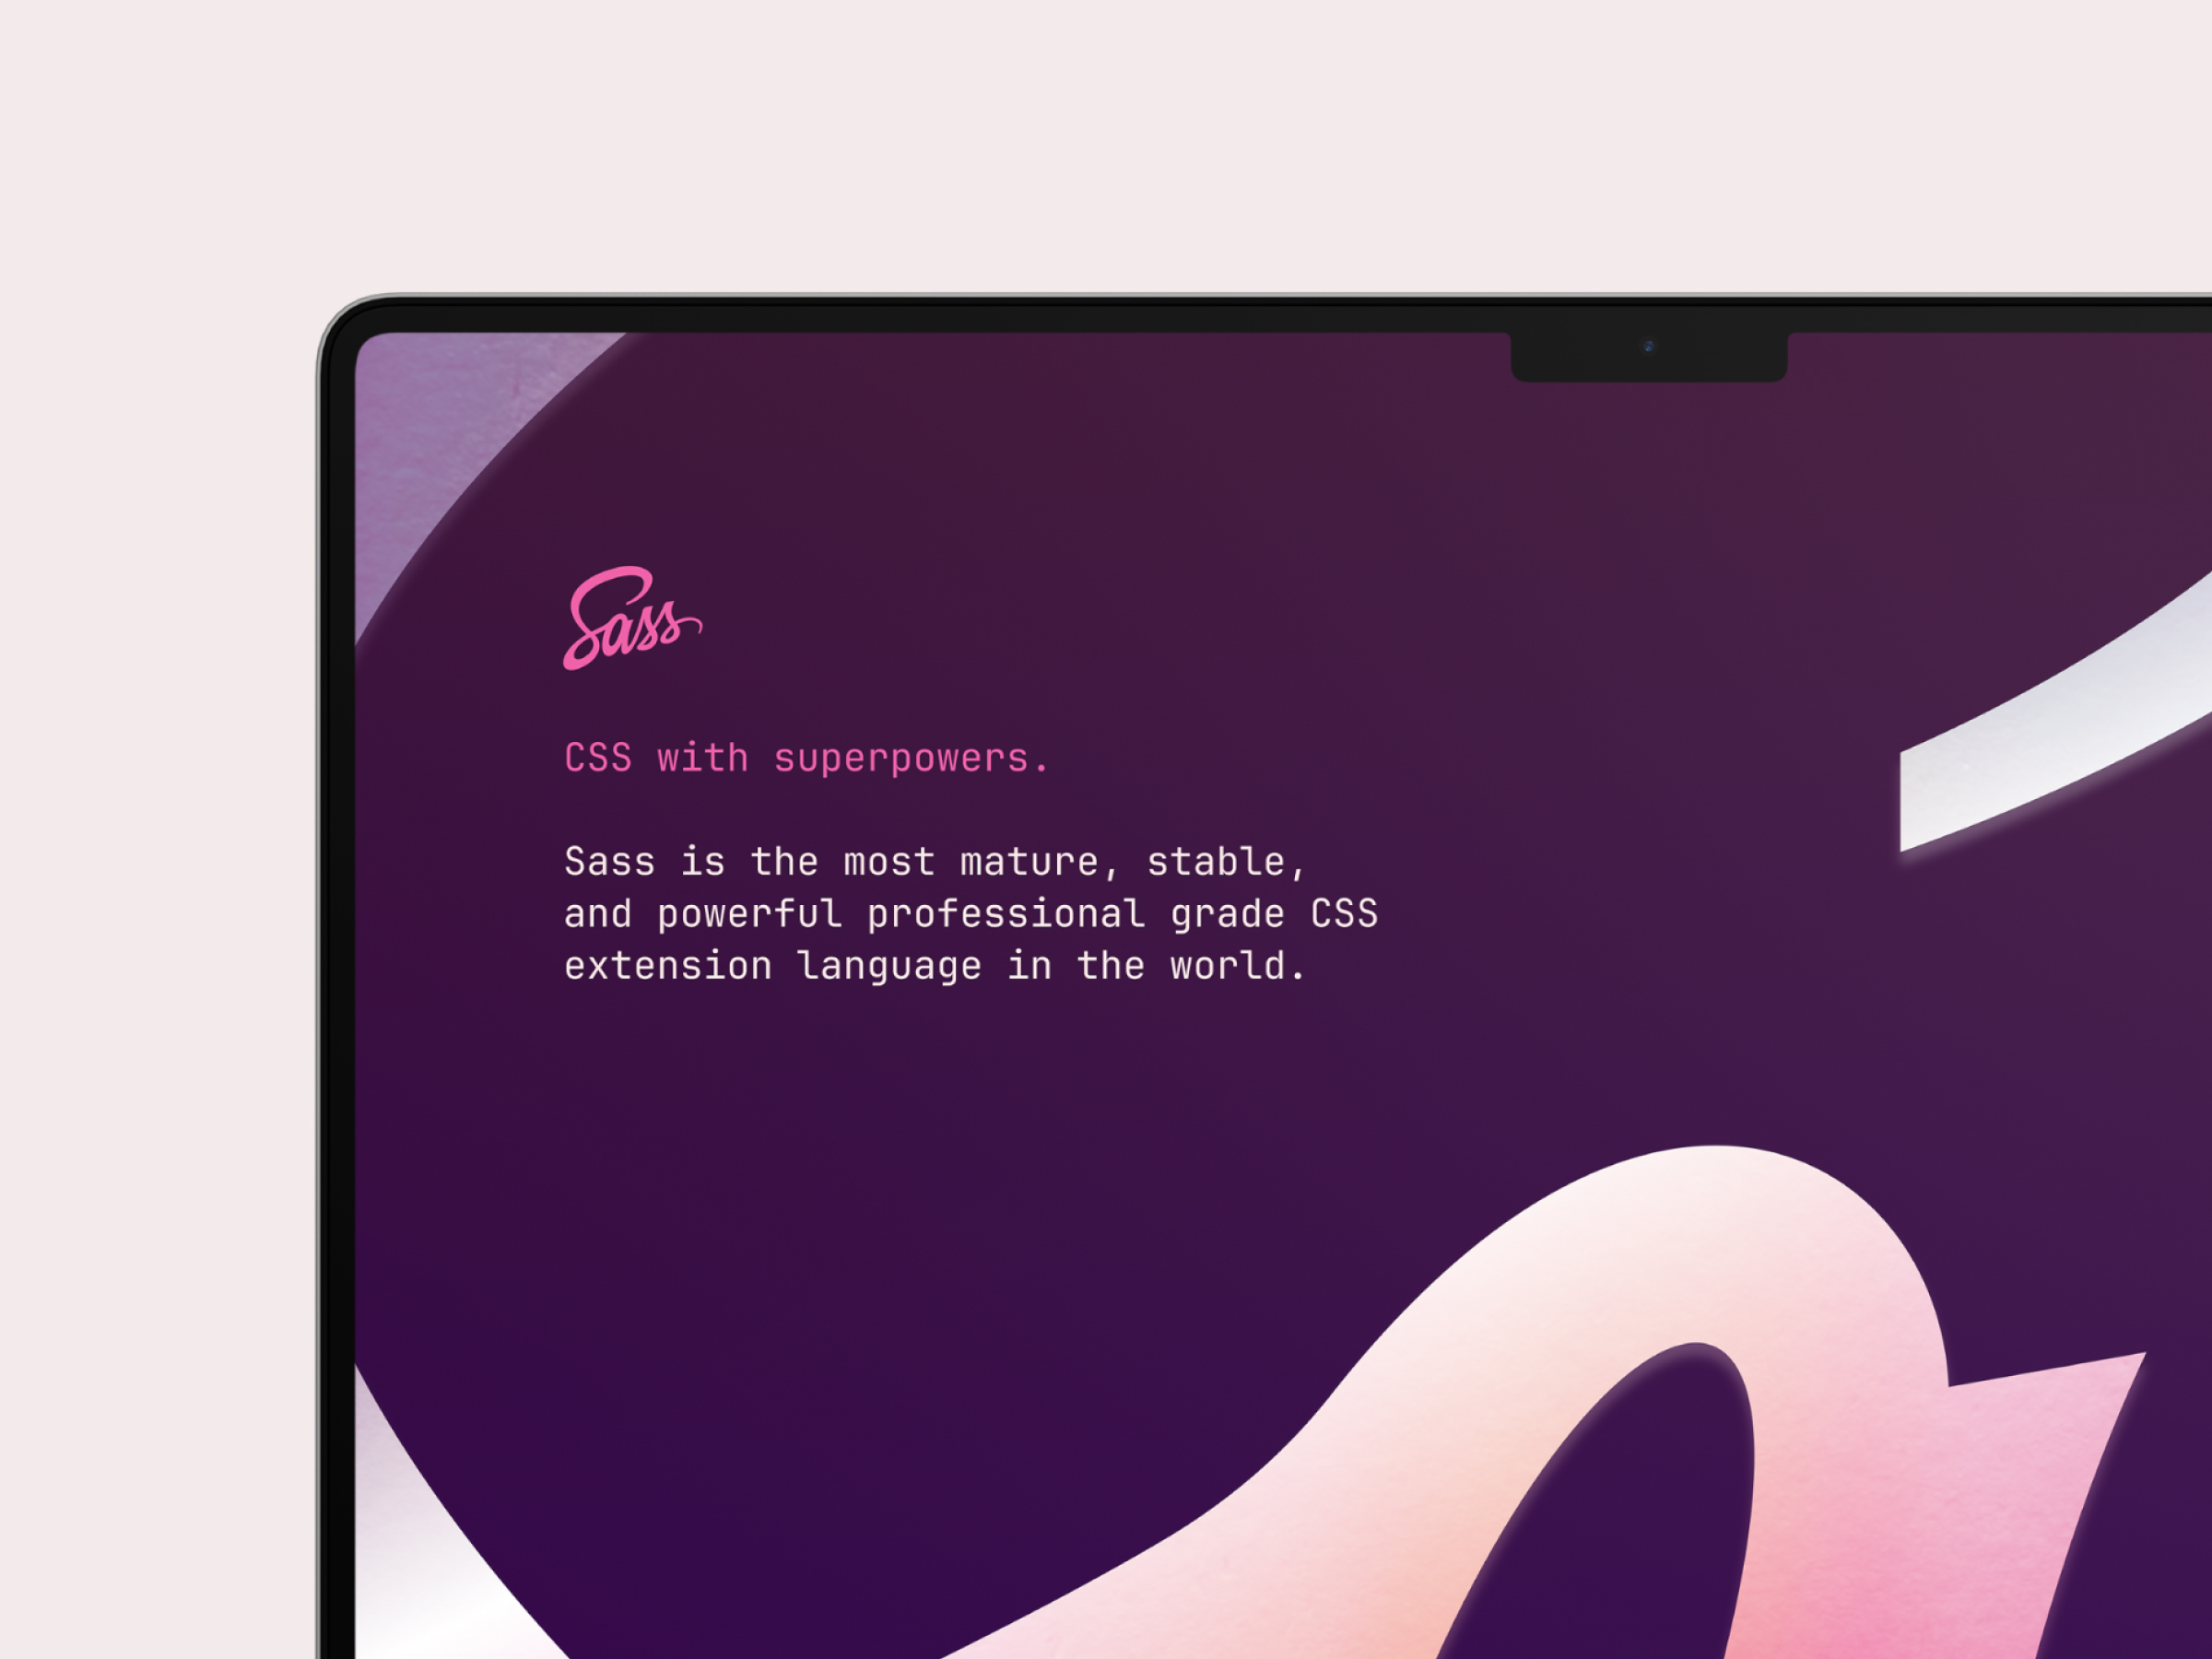 Sass
CSS with superpowers.
Sass is the most mature, stable,
and powerful professional grade CSS
extension language in the world.